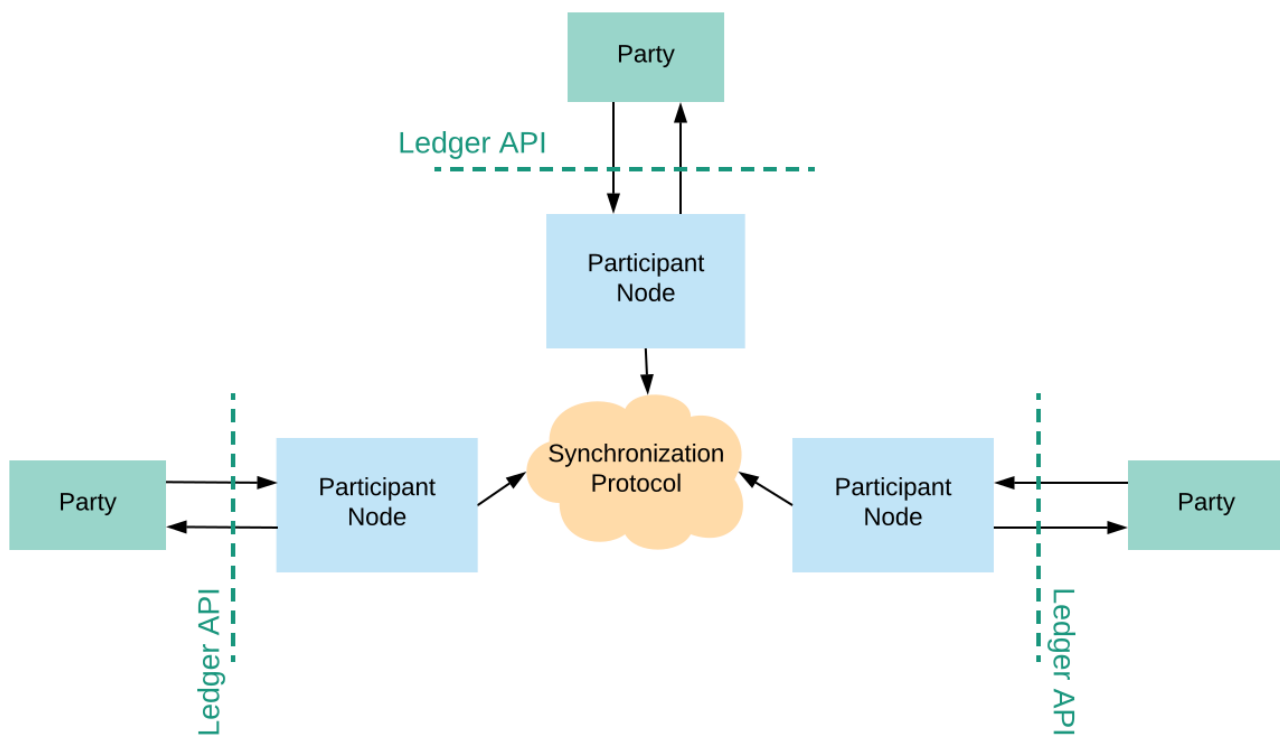 Party
Ledger API
Participant
Node
Synchronization
Protocol
Party
Participant
Node
Ledger API
Participant
Node
Party
Ledger API